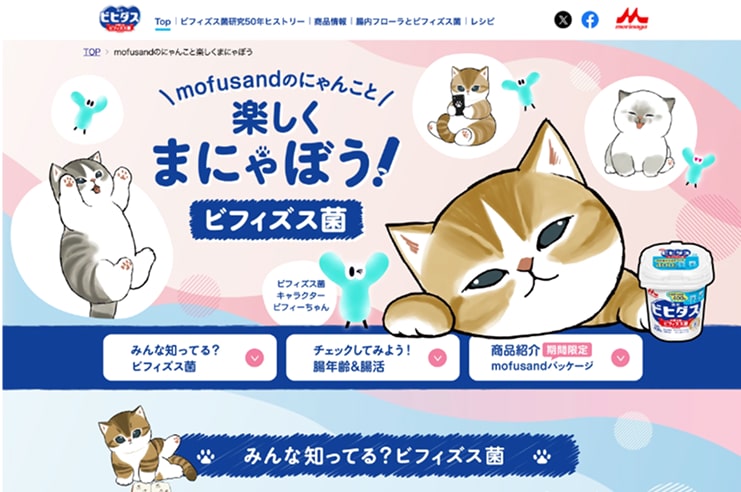 ビヒダス
ビフィズス菌
Top | ビフィズス菌研究50年ヒストリー | 商品情報 | 腸内フローラとビフィズス菌 | レシピ
X
morinaga
TOP > mofusandのにゃんこと楽しくまにゃぼう
mofusandのにゃんこと
楽しく
まにゃぼう!
ビフィズス菌
ビフィズス菌
キャラクター
ビフィーちゃん
ビヒダス
みんな知ってる?
ビフィズス菌
チェックしてみよう!
腸年齢&腸活
商品紹介 期間限定
mofusandパッケージ
みんな知ってる?ビフィズス菌